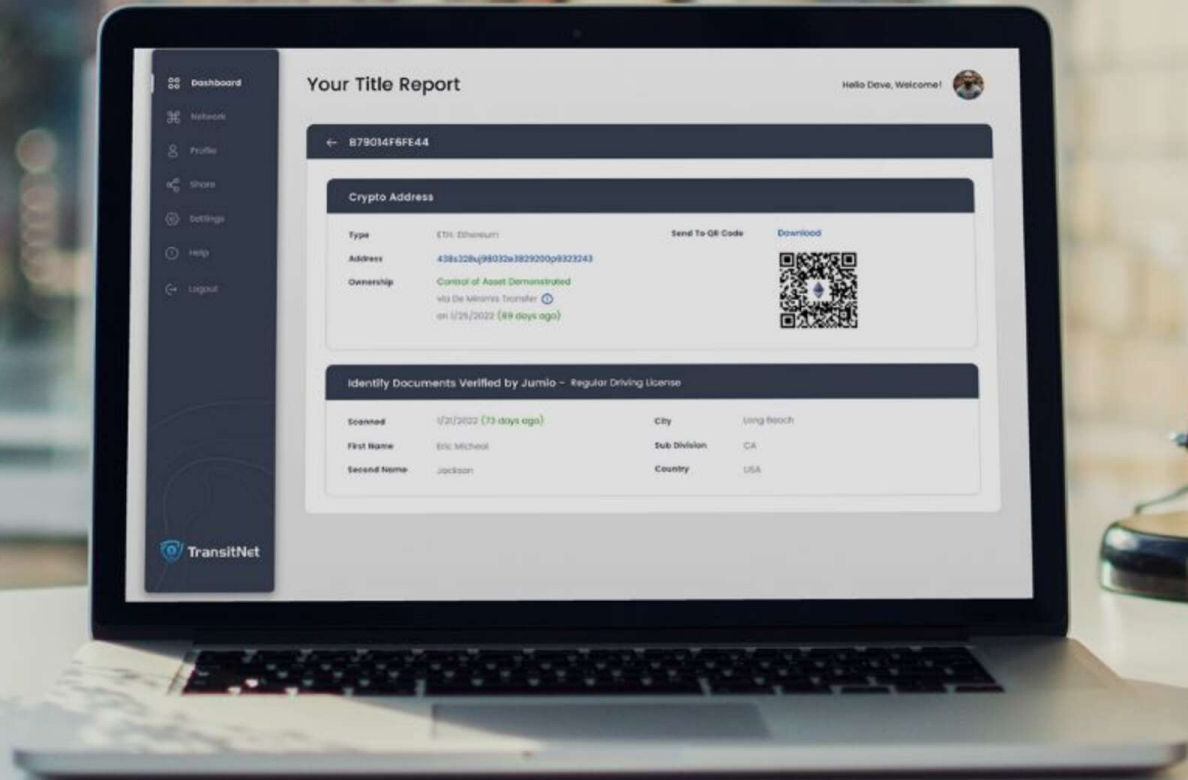 Dashboard
Network
Profile
Share
Settings
Help
Logout
TransitNet
Your Title Report
Hello Dave, Welcome!
← B79014F6FE44
Crypto Address
Type ETH, Ethereum Send To QR Code Download
Address
Ownership Control of Asset Demonstrated
via De Minimis Transfer
on 1/25/2022 (69 days ago)
Identify Documents Verified by Jumio - Regular Driving License
Scanned 1/21/2022 (73 days ago) City Long Beach
First Name Eric Micheal Sub Division CA
Second Name Jackson Country USA